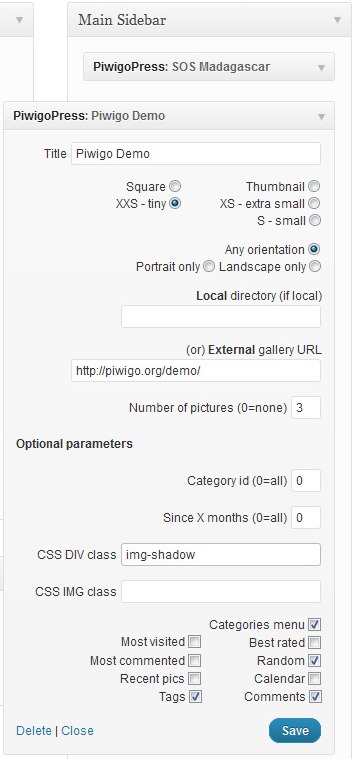 Main Sidebar
PiwigoPress: SOS Madagascar
PiwigoPress: Piwigo Demo
Title Piwigo Demo
Square Thumbnail
XXS - tiny XS - extra small
S - small
Any orientation
Portrait only Landscape only
Local directory (if local)
(or) External gallery URL
http://piwigo.org/demo/
Number of pictures (0=none) 3
Optional parameters
Category id (0=all) 0
Since X months (0=all) 0
CSS DIV class img-shadow
CSS IMG class
Categories menu
Most visited Best rated
Most commented Random
Recent pics Calendar
Tags Comments
Delete | Close Save